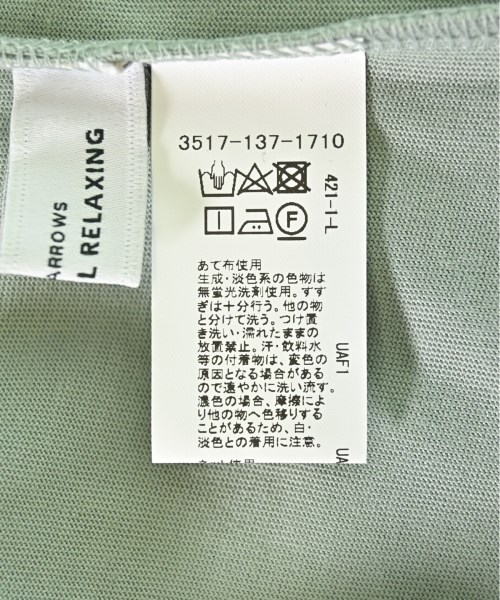 ARROWS
L RELAXING
3517-137-1710
421-1-L
F
あて布使用
生成・淡色系の色物は
無蛍光洗剤使用。すす
ぎは十分行う。他の物
と分けて洗う。つけ置
き洗い・濡れたままの
放置禁止。汗・飲料水
等の付着物は、変色の
原因となる場合がある
ので速やかに洗い流す。
濃色の場合、摩擦によ
り他の物へ色移りする
ことがあるため、白・
淡色との着用に注意。
UAF1
UA